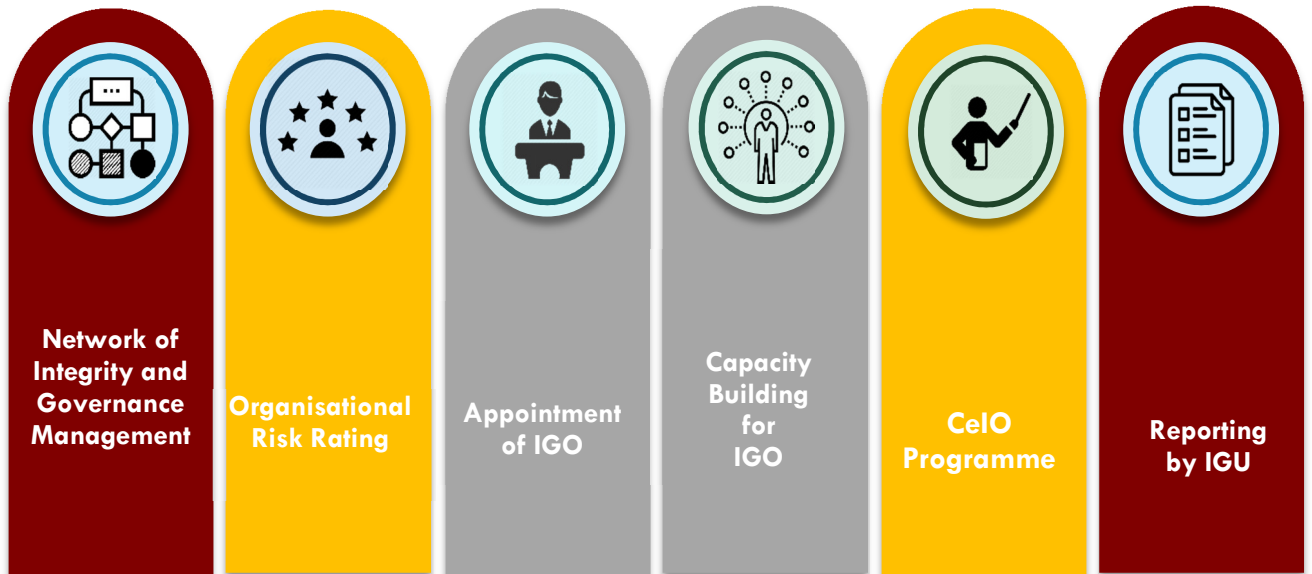 Network of
Integrity and
Governance
Management
Organisational
Risk Rating
Appointment
of IGO
Capacity
Building
for
IGO
CeIO
Programme
Reporting
by IGU